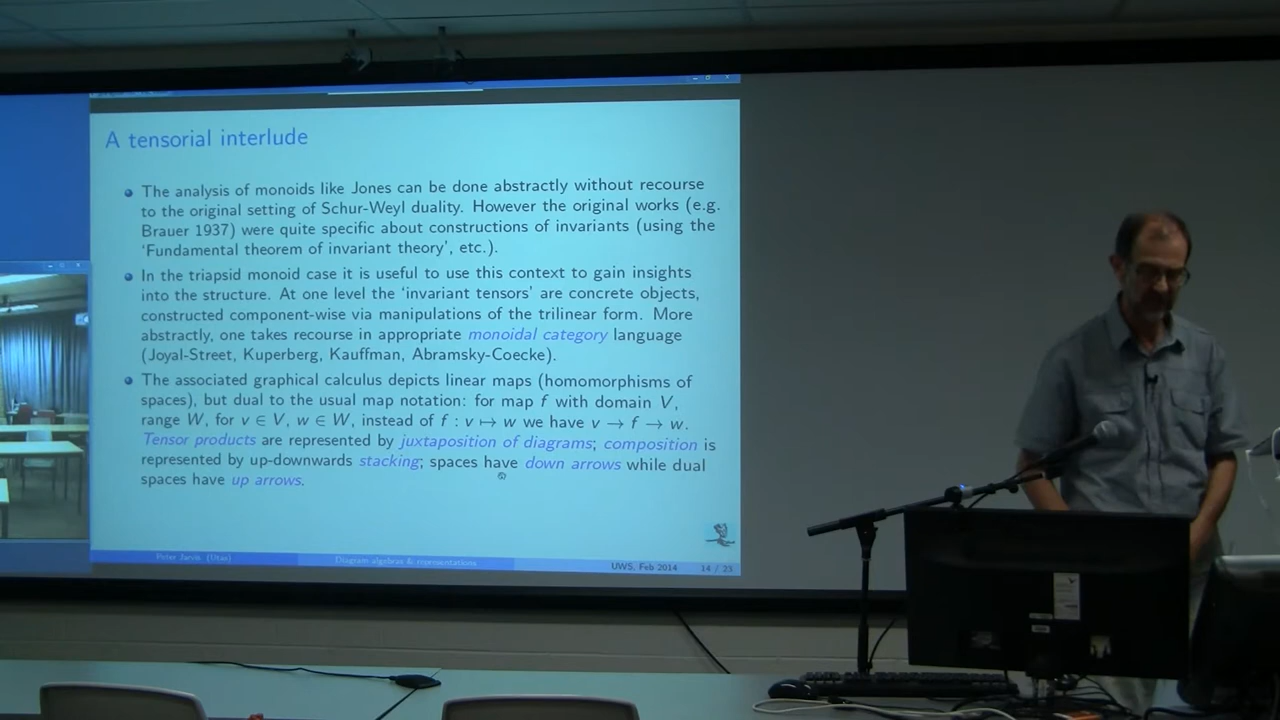 A tensorial interlude
The analysis of monoids like Jones can be done abstractly without recourse
to the original setting of Schur-Weyl duality. However the original works (e.g.
Brauer 1937) were quite specific about constructions of invariants (using the
‘Fundamental theorem of invariant theory’, etc.).
In the triapsid monoid case it is useful to use this context to gain insights
into the structure. At one level the ‘invariant tensors’ are concrete objects,
constructed component-wise via manipulations of the trilinear form. More
abstractly, one takes recourse in appropriate monoidal category language
(Joyal-Street, Kuperberg, Kauffman, Abramsky-Coecke).
The associated graphical calculus depicts linear maps (homomorphisms of
spaces), but dual to the usual map notation: for map f with domain V,
range W, for v ∈ V, w ∈ W, instead of f : v ↦ w we have v → f → w.
Tensor products are represented by juxtaposition of diagrams; composition is
represented by up-downwards stacking; spaces have down arrows while dual
spaces have up arrows.
Peter Jarvis (Utas) Diagram algebras & representations UWS, Feb 2014 14 / 23